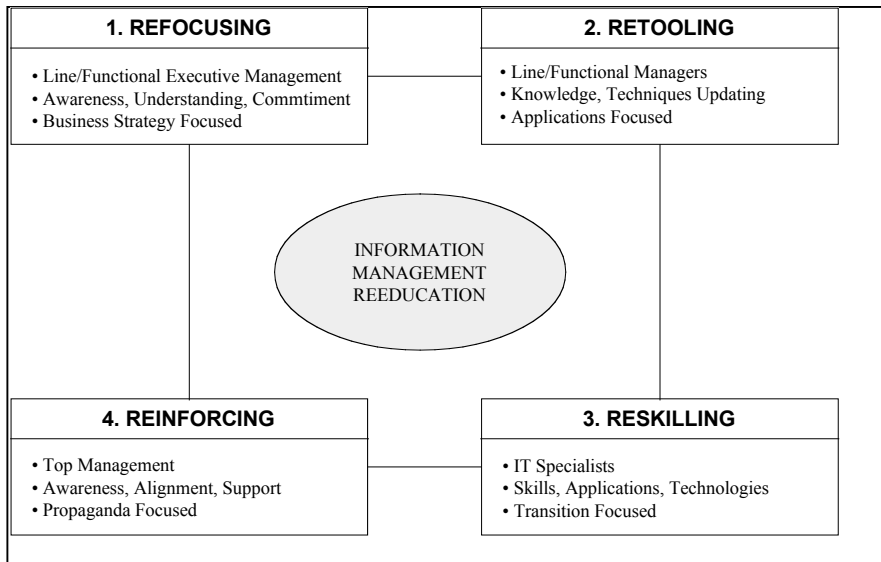 1. REFOCUSING
• Line/Functional Executive Management
• Awareness, Understanding, Commtiment
• Business Strategy Focused
2. RETOOLING
• Line/Functional Managers
• Knowledge, Techniques Updating
• Applications Focused
INFORMATION
MANAGEMENT
REEDUCATION
4. REINFORCING
• Top Management
• Awareness, Alignment, Support
• Propaganda Focused
3. RESKILLING
• IT Specialists
• Skills, Applications, Technologies
• Transition Focused